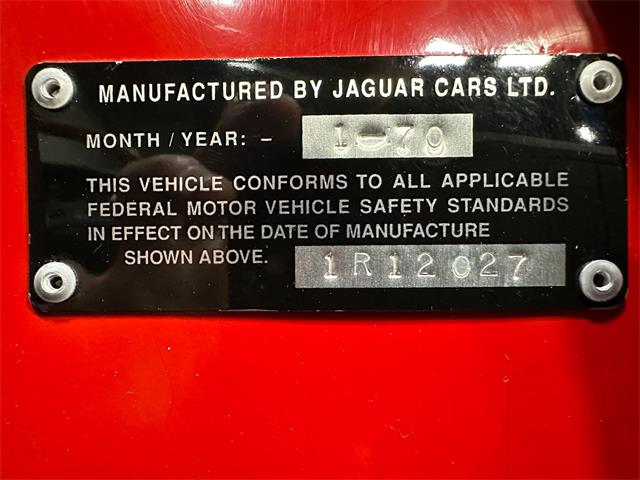 MANUFACTURED BY JAGUAR CARS LTD.
MONTH / YEAR: – 1-70
THIS VEHICLE CONFORMS TO ALL APPLICABLE
FEDERAL MOTOR VEHICLE SAFETY STANDARDS
IN EFFECT ON THE DATE OF MANUFACTURE
SHOWN ABOVE. 1R12027